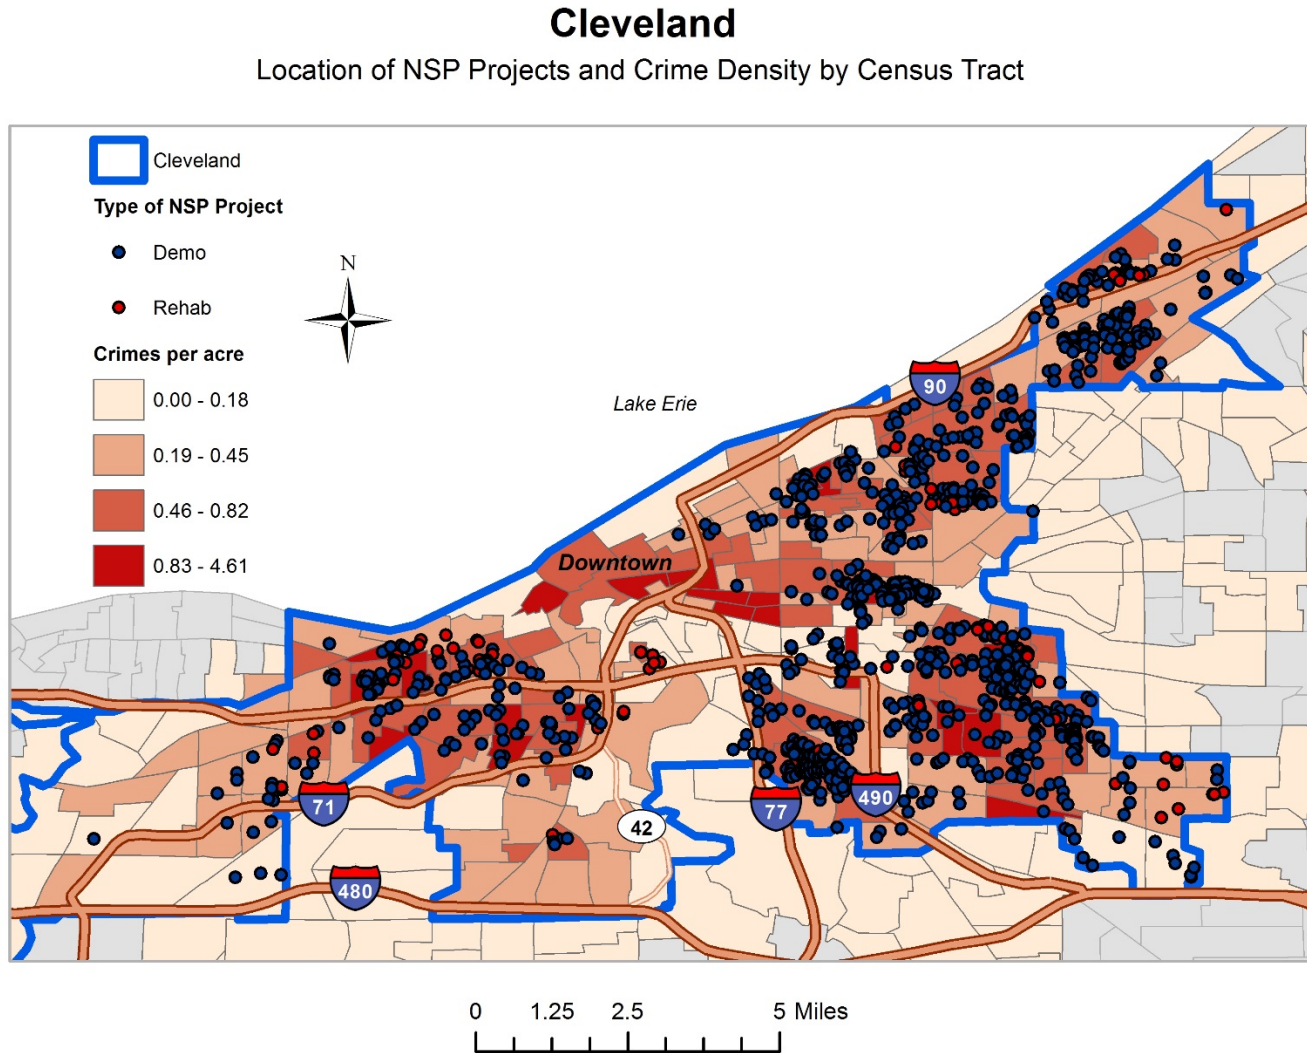 Cleveland
Location of NSP Projects and Crime Density by Census Tract
Cleveland
Type of NSP Project
Demo
Rehab
N
Crimes per acre
0.00 - 0.18
0.19 - 0.45
0.46 - 0.82
0.83 - 4.61
Lake Erie
90
Downtown
71
77
490
42
480
0 1.25 2.5 5 Miles